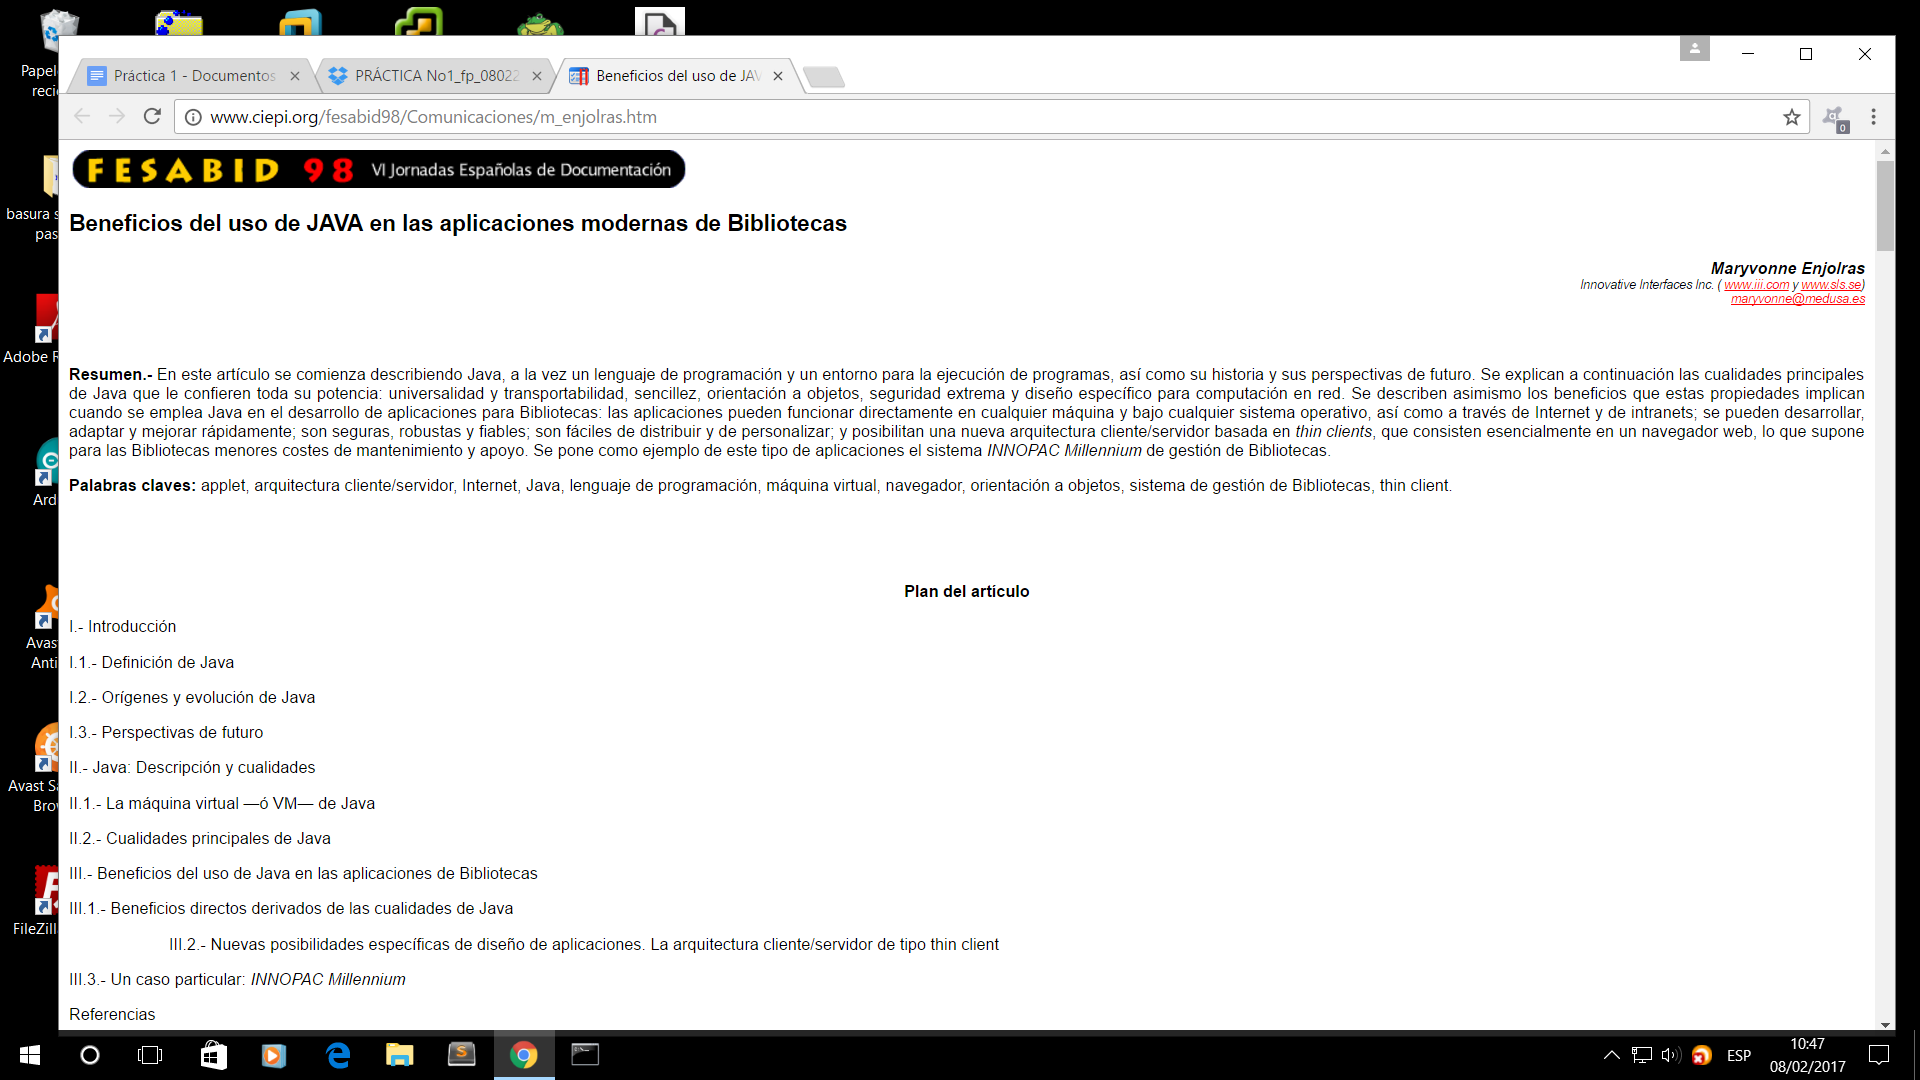 Práctica 1 - Documentos
PRÁCTICA No1_fp_08022
Beneficios del uso de JAV
www.ciepi.org/fesabid98/Comunicaciones/m_enjolras.htm
0
FESABID 98 VI Jornadas Españolas de Documentación
Beneficios del uso de JAVA en las aplicaciones modernas de Bibliotecas
Maryvonne Enjolras
Innovative Interfaces Inc. ( www.iii.com y www.sls.se)
maryvonne@medusa.es
Resumen.- En este artículo se comienza describiendo Java, a la vez un lenguaje de programación y un entorno para la ejecución de programas, así como su historia y sus perspectivas de futuro. Se explican a continuación las cualidades principales
de Java que le confieren toda su potencia: universalidad y transportabilidad, sencillez, orientación a objetos, seguridad extrema y diseño específico para computación en red. Se describen asimismo los beneficios que estas propiedades implican
cuando se emplea Java en el desarrollo de aplicaciones para Bibliotecas: las aplicaciones pueden funcionar directamente en cualquier máquina y bajo cualquier sistema operativo, así como a través de Internet y de intranets; se pueden desarrollar,
adaptar y mejorar rápidamente; son seguras, robustas y fiables; son fáciles de distribuir y de personalizar; y posibilitan una nueva arquitectura cliente/servidor basada en thin clients, que consisten esencialmente en un navegador web, lo que supone
para las Bibliotecas menores costes de mantenimiento y apoyo. Se pone como ejemplo de este tipo de aplicaciones el sistema INNOPAC Millennium de gestión de Bibliotecas.
Palabras claves: applet, arquitectura cliente/servidor, Internet, Java, lenguaje de programación, máquina virtual, navegador, orientación a objetos, sistema de gestión de Bibliotecas, thin client.
Plan del artículo
I.- Introducción
I.1.- Definición de Java
I.2.- Orígenes y evolución de Java
I.3.- Perspectivas de futuro
II.- Java: Descripción y cualidades
II.1.- La máquina virtual —ó VM— de Java
II.2.- Cualidades principales de Java
III.- Beneficios del uso de Java en las aplicaciones de Bibliotecas
III.1.- Beneficios directos derivados de las cualidades de Java
III.2.- Nuevas posibilidades específicas de diseño de aplicaciones. La arquitectura cliente/servidor de tipo thin client
III.3.- Un caso particular: INNOPAC Millennium
Referencias
Papel
reci
basura s
pas
Adobe R
Ard
Avas
Anti
Avast Sa
Brow
FileZill
ESP
10:47
08/02/2017